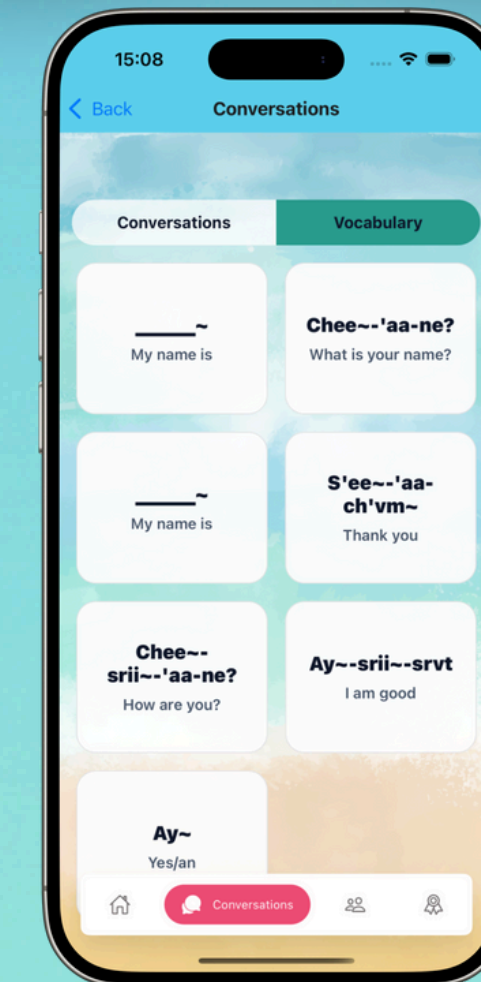 15:08
Back
Conversations
Conversations
Vocabulary
______~
My name is
Chee~-'aa-ne?
What is your name?
______~
My name is
S'ee~-'aa-
ch'vm~
Thank you
Chee~-
srii~-'aa-ne?
How are you?
Ay~-srii~-srvt
I am good
Ay~
Yes/an
Conversations